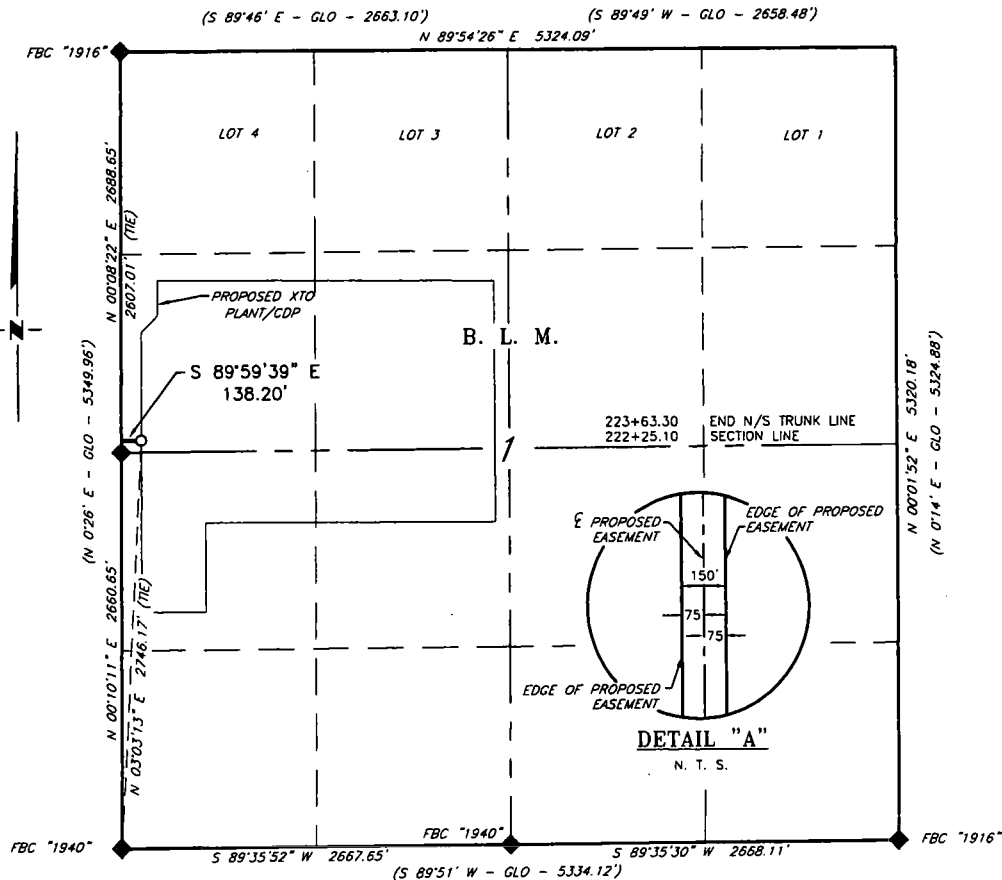 (S 89°46' E - GLO - 2663.10')
(S 89°49' W - GLO - 2658.48')
N 89°54'26" E 5324.09'
FBC "1916"
LOT 4
LOT 3
LOT 2
LOT 1
N 00°08'22" E 2688.65'
2607.01' (TIE)
PROPOSED XTO
PLANT/CDP
B. L. M.
N
S 89°59'39" E
138.20'
(N 0°26' E - GLO - 5349.96')
223+63.30 END N/S TRUNK LINE
222+25.10 SECTION LINE
1
N 00°01'52" E 5320.18'
(N 0°14' E - GLO - 5324.88')
℄ PROPOSED
EASEMENT
EDGE OF PROPOSED
EASEMENT
150'
75'
75
EDGE OF PROPOSED
EASEMENT
N 00°10'11" E 2660.65'
N 03°03'13" E 2746.17' (TIE)
DETAIL "A"
N. T. S.
FBC "1940"
FBC "1940"
FBC "1916"
S 89°35'52" W 2667.65'
S 89°35'30" W 2668.11'
(S 89°51' W - GLO - 5334.12')